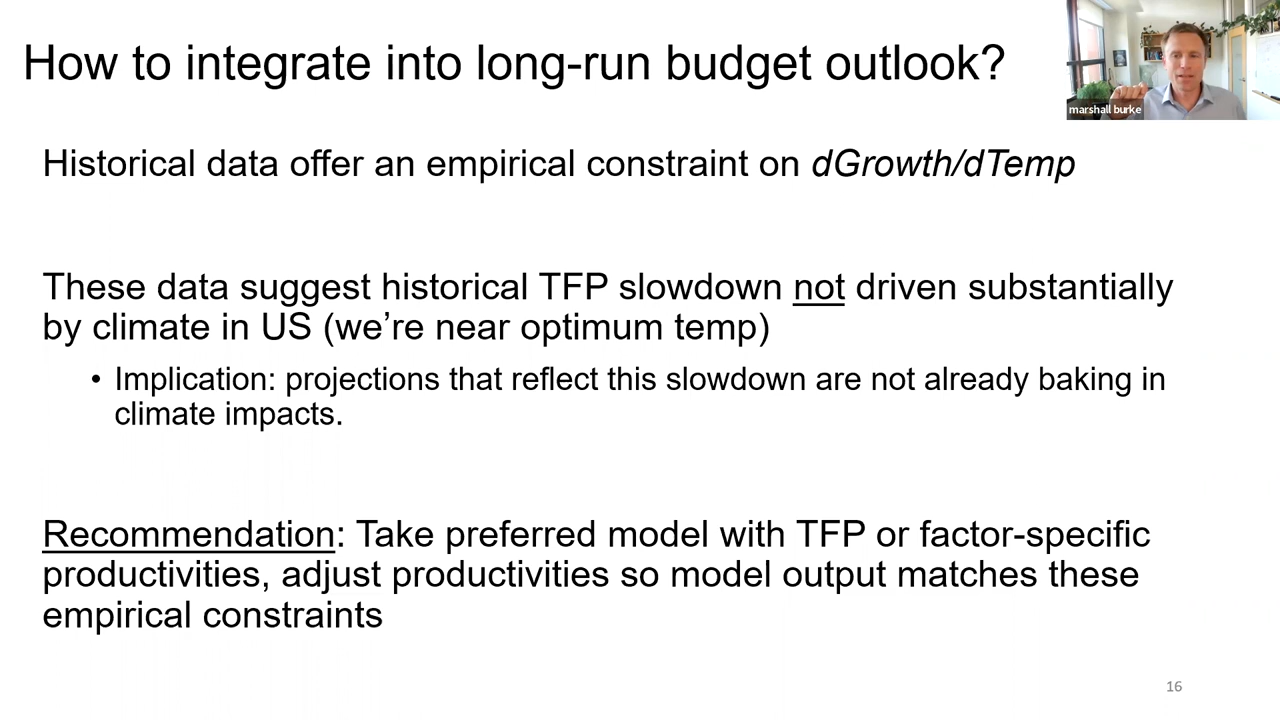 How to integrate into long-run budget outlook?
marshall burke
Historical data offer an empirical constraint on dGrowth/dTemp
These data suggest historical TFP slowdown not driven substantially
by climate in US (we’re near optimum temp)
• Implication: projections that reflect this slowdown are not already baking in
climate impacts.
Recommendation: Take preferred model with TFP or factor-specific
productivities, adjust productivities so model output matches these
empirical constraints
16